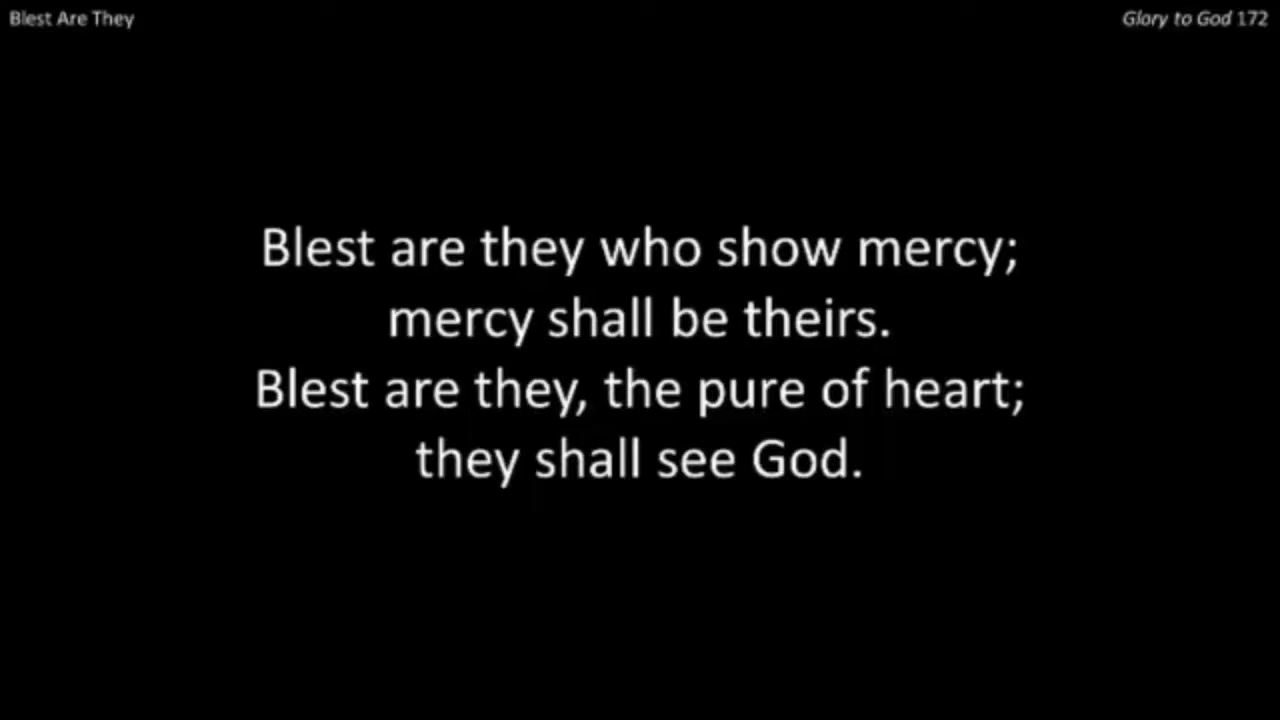 Blest Are They
Glory to God 172
Blest are they who show mercy;
mercy shall be theirs.
Blest are they, the pure of heart;
they shall see God.